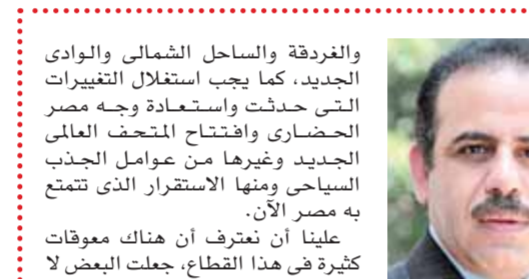 والغردقة والساحل الشمالى والوادى
الجديد، كما يجب استغلال التغييرات
التى حدثت واستعادة وجه مصر
الحضارى وافتتاح المتحف العالمى
الجديد وغيرها من عوامل الجذب
السياحى ومنها الاستقرار الذى تتمتع
به مصر الآن.
علينا أن نعترف أن هناك معوقات
كثيرة فى هذا القطاع، جعلت البعض لا